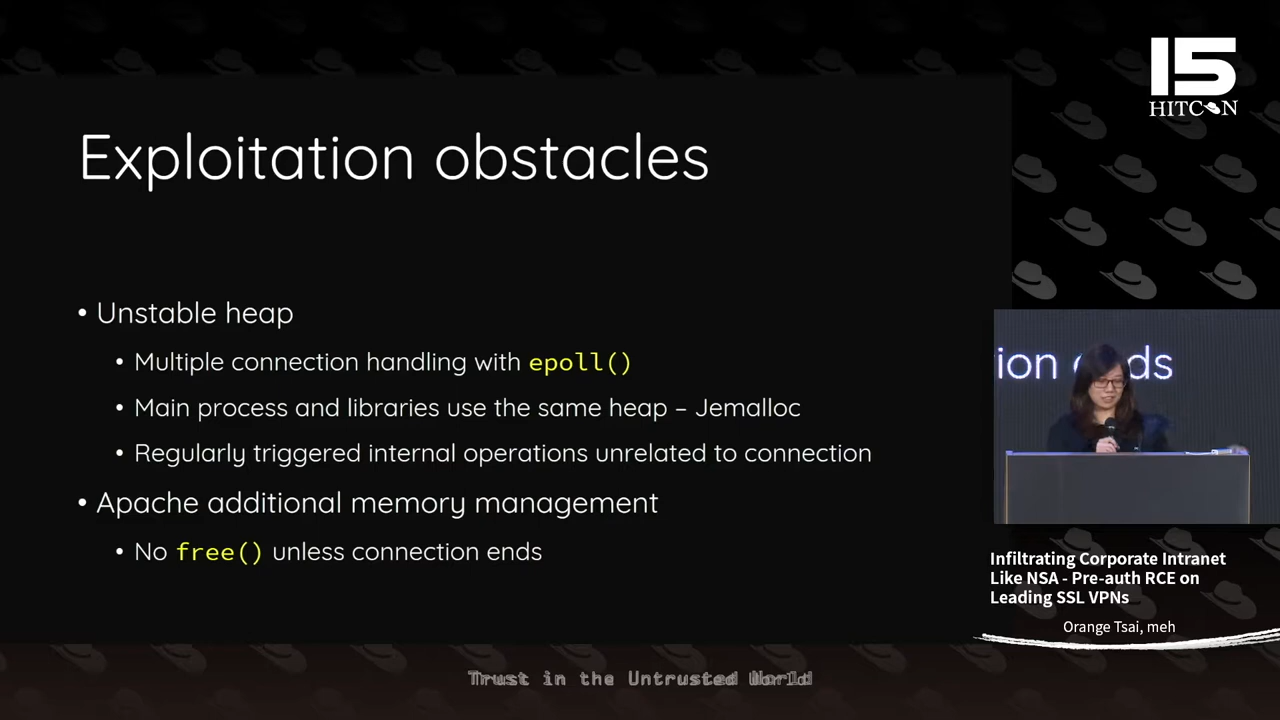 Exploitation obstacles
• Unstable heap
• Multiple connection handling with epoll()
• Main process and libraries use the same heap – Jemalloc
• Regularly triggered internal operations unrelated to connection
• Apache additional memory management
• No free() unless connection ends
15
HITCON
Infiltrating Corporate Intranet
Like NSA - Pre-auth RCE on
Leading SSL VPNs
Orange Tsai, meh
Trust in the Untrusted World